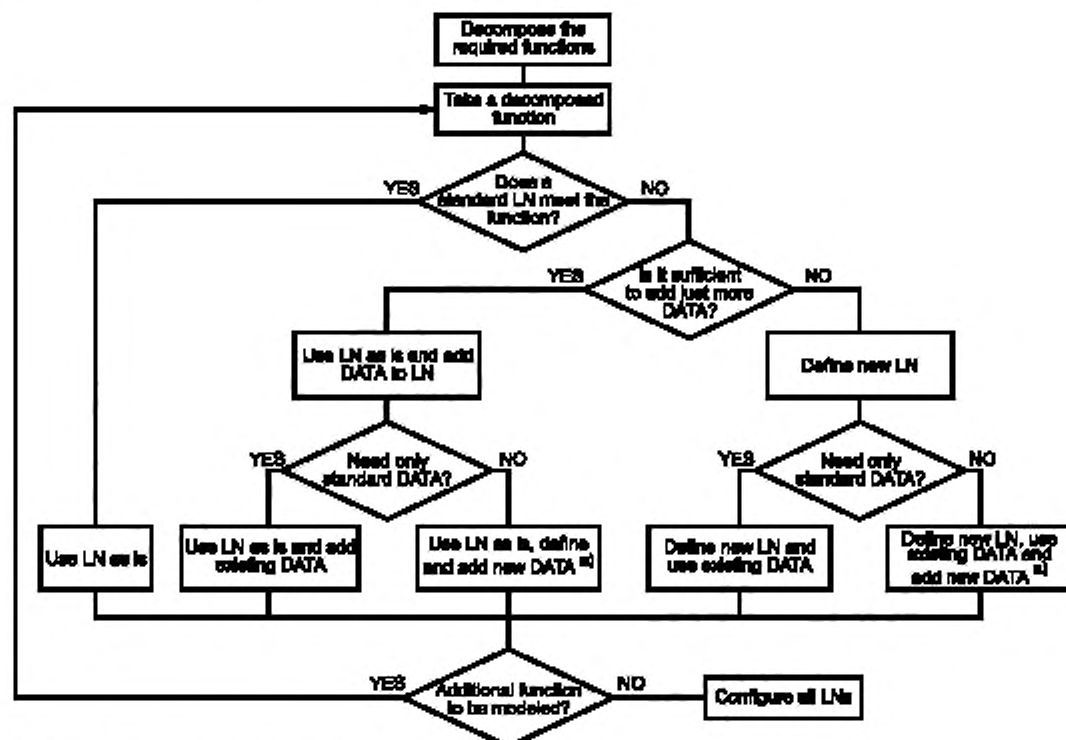 Decompose the
required functions
Take a decomposed
function
YES
Does a
standard LN meet the
function?
NO
YES
Is it sufficient
to add just more
DATA?
NO
Use LN as is and add
DATA to LN
Define new LN
YES
Need only
standard DATA?
NO
YES
Need only
standard DATA?
NO
Use LN as is
Use LN as is and add
existing DATA
Use LN as is, define
and add new DATA a)
Define new LN and
use existing DATA
Define new LN, use
existing DATA and
add new DATA a)
YES
Additional function
to be modeled?
NO
Configure all LNs